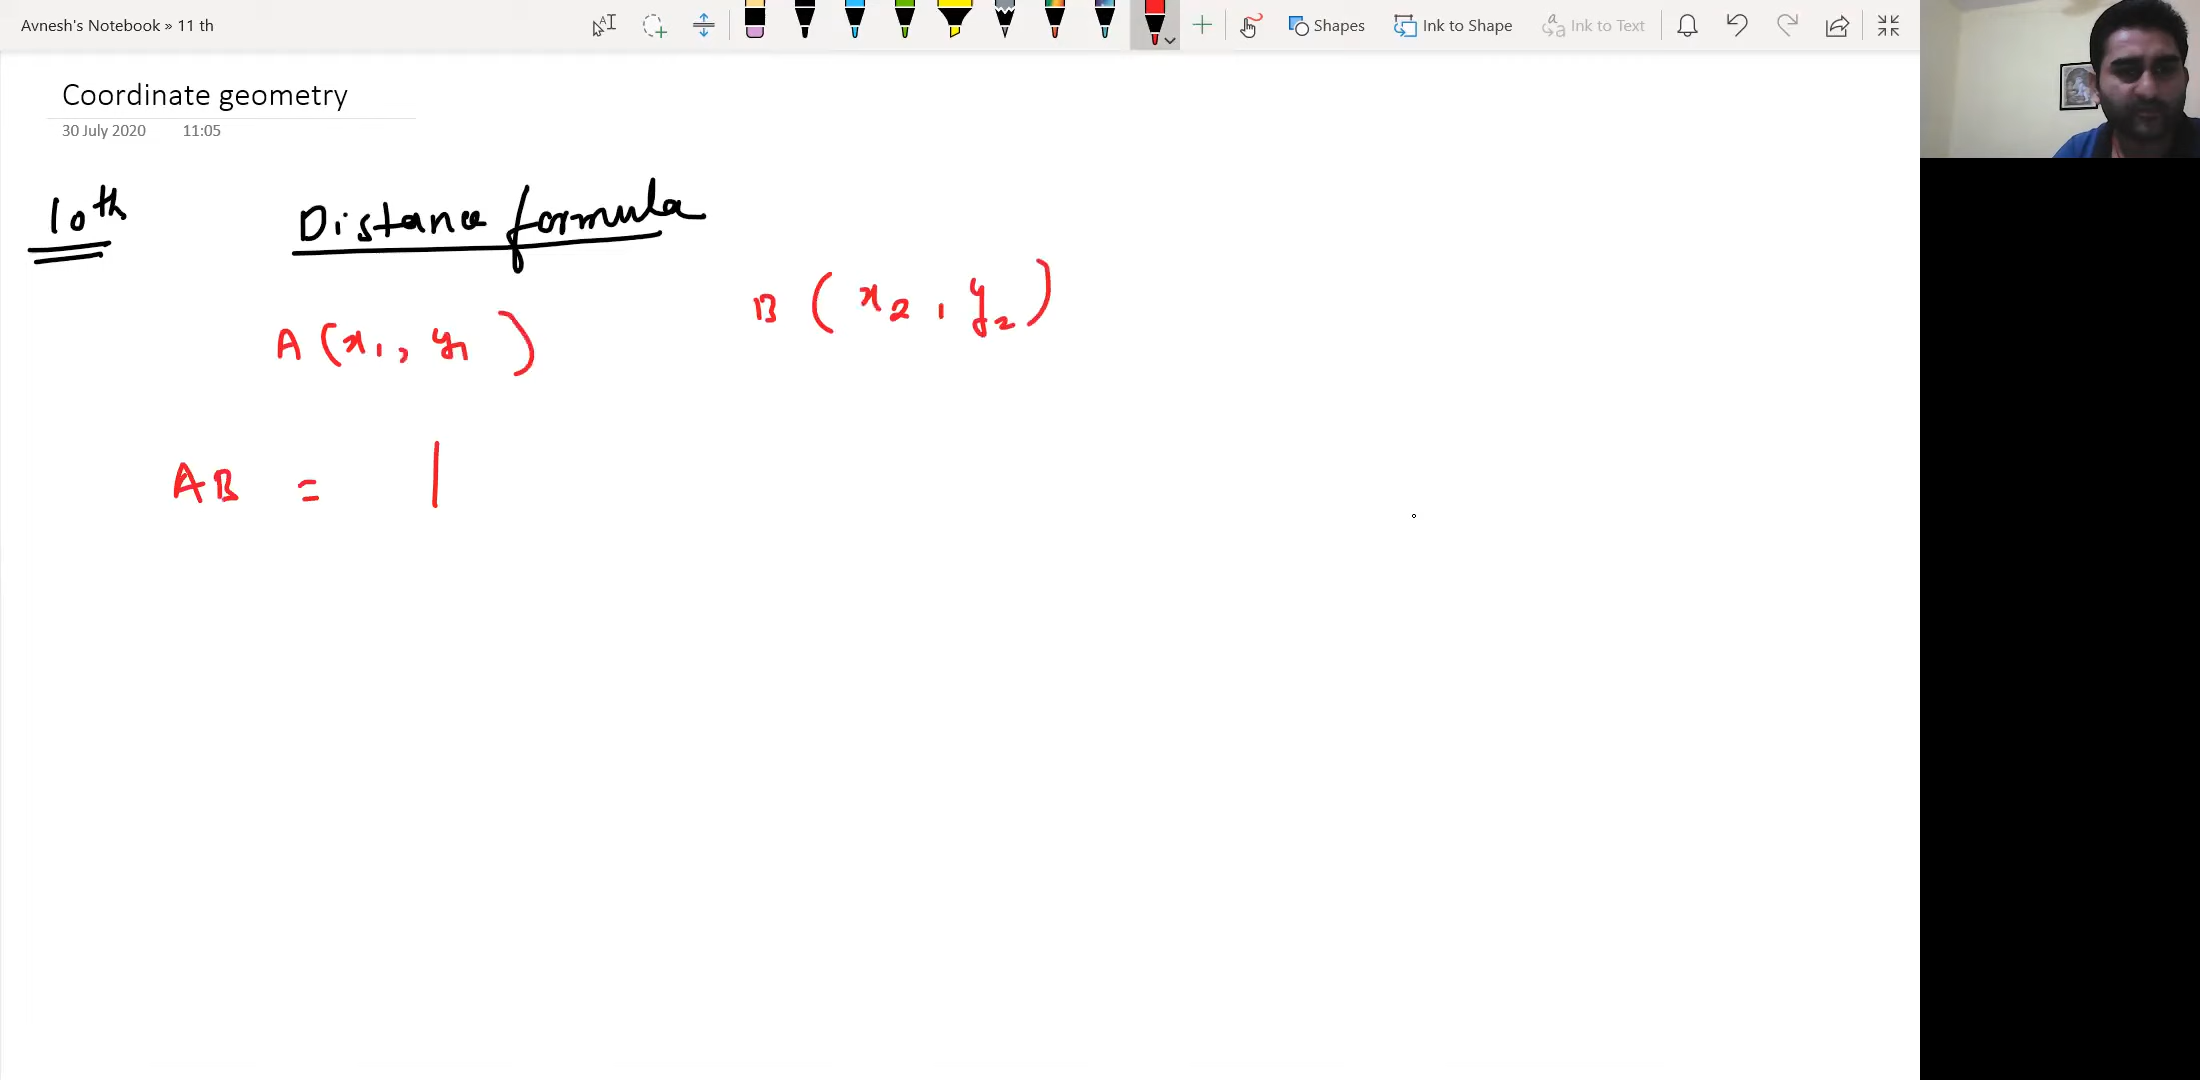 Avnesh's Notebook » 11 th
Shapes
Ink to Shape
Ink to Text
Coordinate geometry
30 July 2020 11:05
10th Distance formula
A (x₁, y₁) B (x₂, y₂)
AB = |